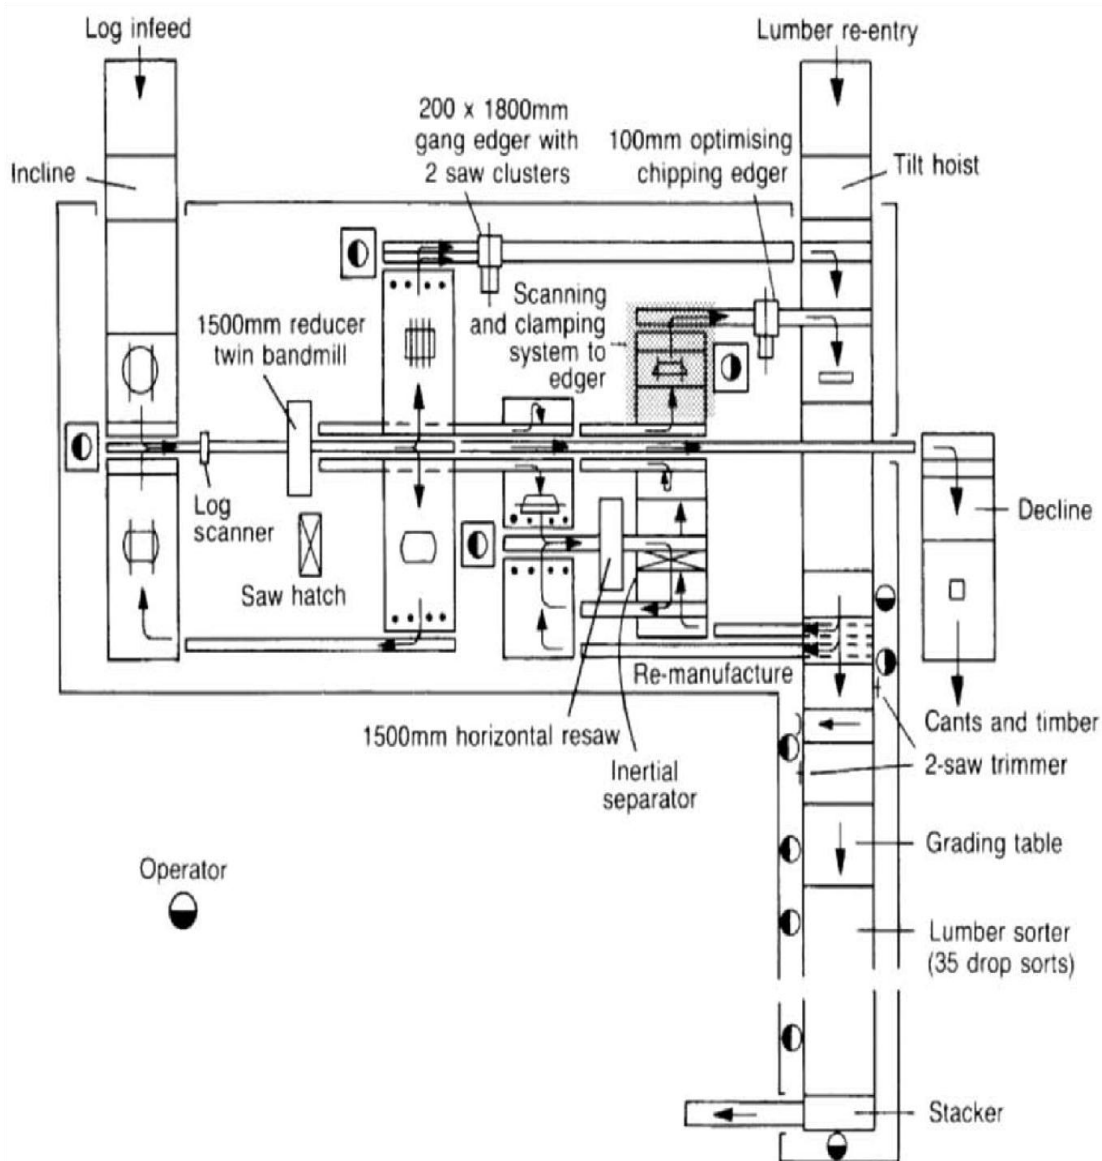 Log infeed
Lumber re-entry
200 x 1800mm
gang edger with
2 saw clusters
100mm optimising
chipping edger
Incline
Tilt hoist
Scanning
and clamping
system to
edger
1500mm reducer
twin bandmill
Log
scanner
Saw hatch
Decline
Re-manufacture
1500mm horizontal resaw
Inertial
separator
Cants and timber
2-saw trimmer
Grading table
Operator
Lumber sorter
(35 drop sorts)
Stacker